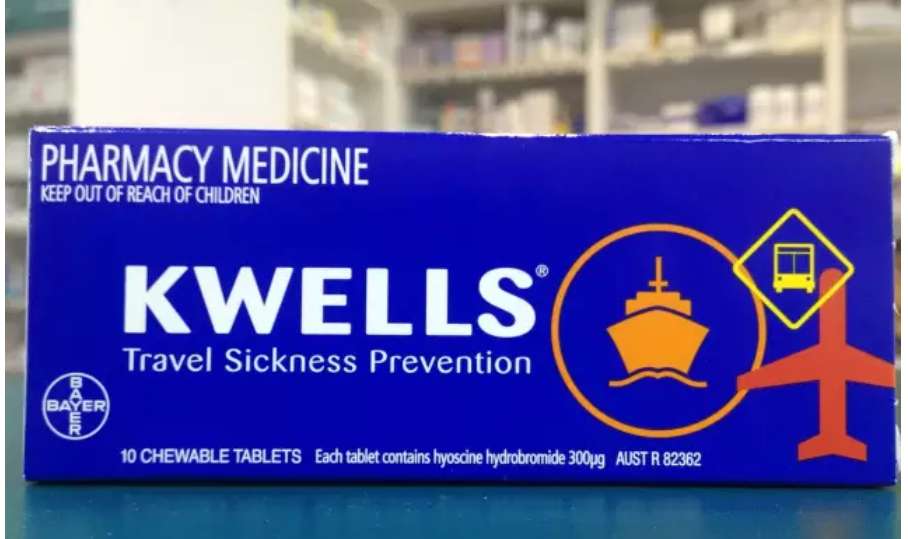 PHARMACY MEDICINE
KEEP OUT OF REACH OF CHILDREN
KWELLS®
Travel Sickness Prevention
BAYER
BAYER
10 CHEWABLE TABLETS Each tablet contains hyoscine hydrobromide 300µg AUST R 82362